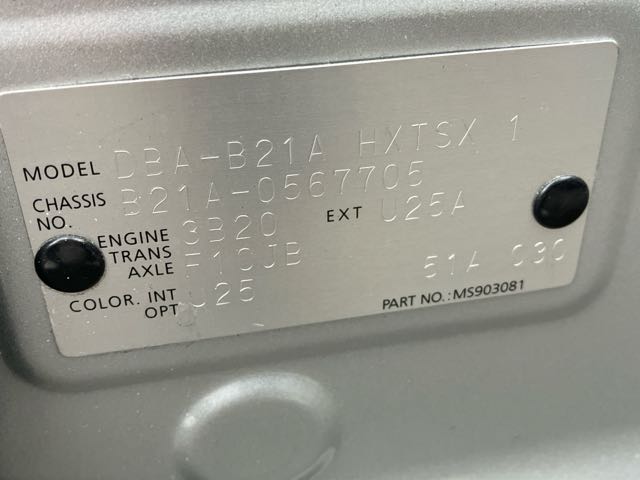 MODEL DBA-B21A HXTSX 1
CHASSIS NO. B21A-0567705
ENGINE 3B20 EXT U25A
TRANS AXLE F1CJB 51A 090
COLOR. INT OPT 25
PART NO.: MS903081